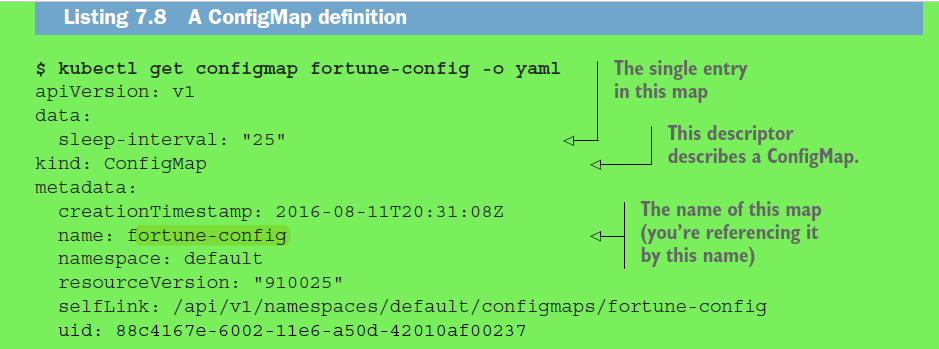 Listing 7.8 A ConfigMap definition
$ kubectl get configmap fortune-config -o yaml
apiVersion: v1
data:
  sleep-interval: "25"
kind: ConfigMap
metadata:
  creationTimestamp: 2016-08-11T20:31:08Z
  name: fortune-config
  namespace: default
  resourceVersion: "910025"
  selfLink: /api/v1/namespaces/default/configmaps/fortune-config
  uid: 88c4167e-6002-11e6-a50d-42010af00237
The single entry
in this map
This descriptor
describes a ConfigMap.
The name of this map
(you're referencing it
by this name)